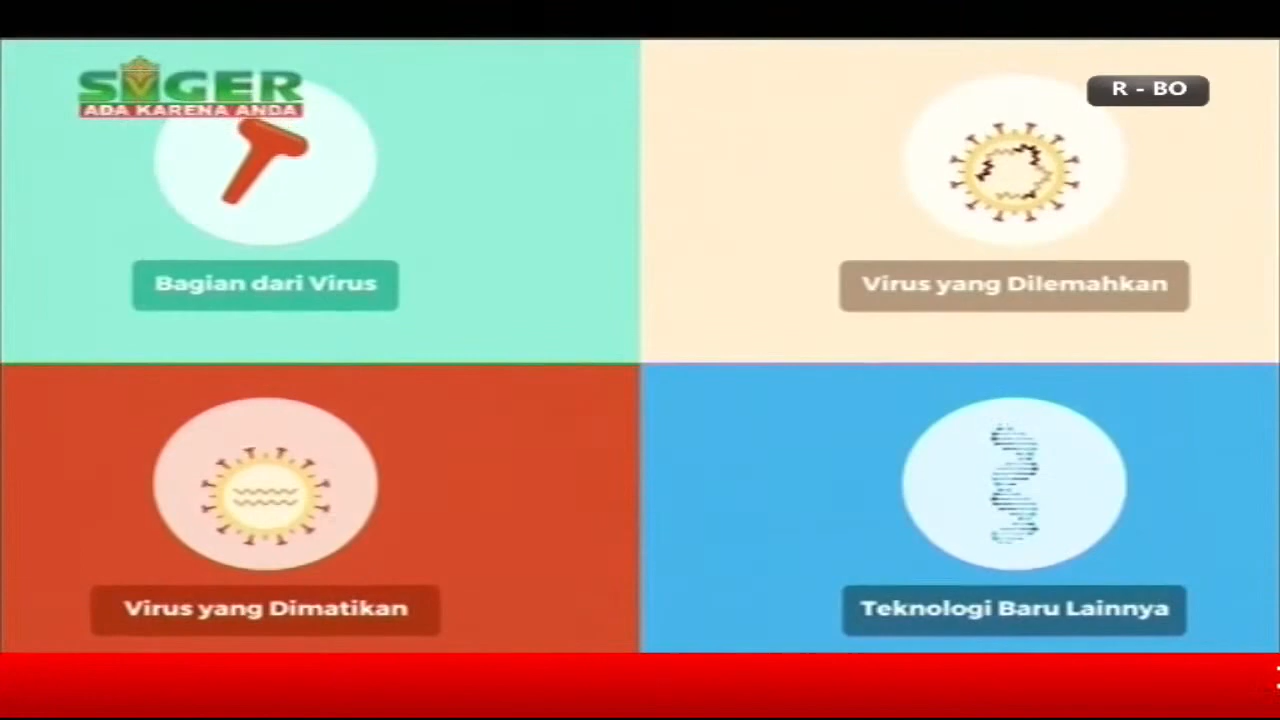 SIGER
ADA KARENA ANDA
R - BO
Bagian dari Virus
Virus yang Dilemahkan
Virus yang Dimatikan
Teknologi Baru Lainnya